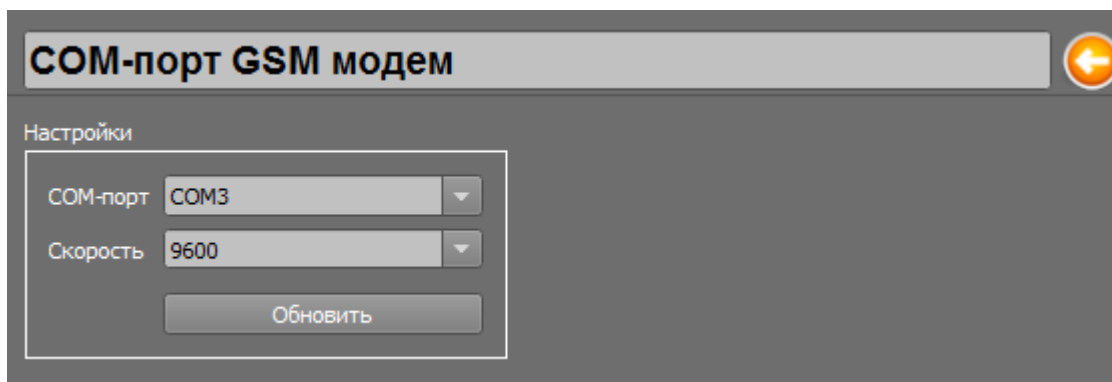 COM-порт GSM модем
Настройки
COM-порт COM3
Скорость 9600
Обновить